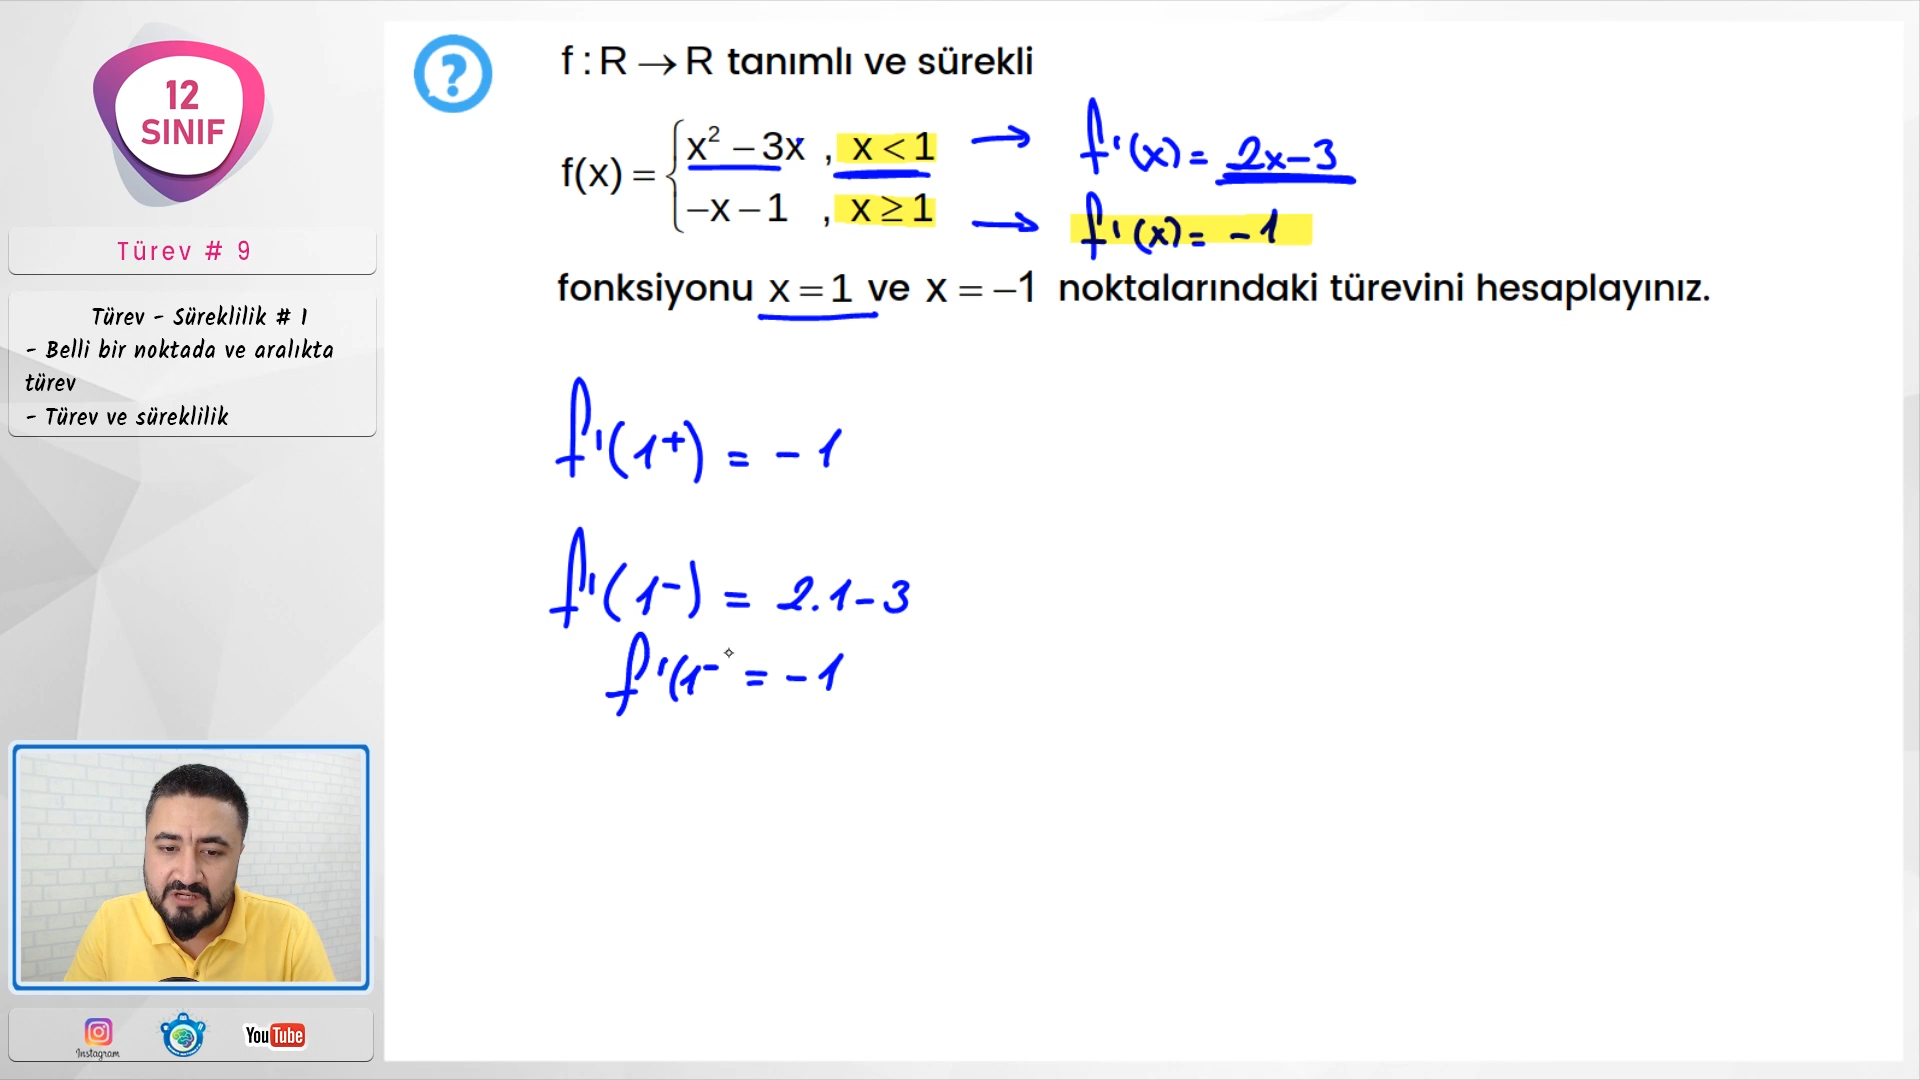 12
SINIF
Türev # 9
Türev - Süreklilik # 1
- Belli bir noktada ve aralıkta
türev
- Türev ve süreklilik
Instagram
YouTube
f : R → R tanımlı ve sürekli
f(x) = { x² − 3x , x < 1 → f'(x) = 2x−3
−x − 1 , x ≥ 1 → f'(x) = −1
fonksiyonu x = 1 ve x = −1 noktalarındaki türevini hesaplayınız.
f'(1⁺) = − 1
f'(1⁻) = 2.1−3
f'(1⁻ = −1